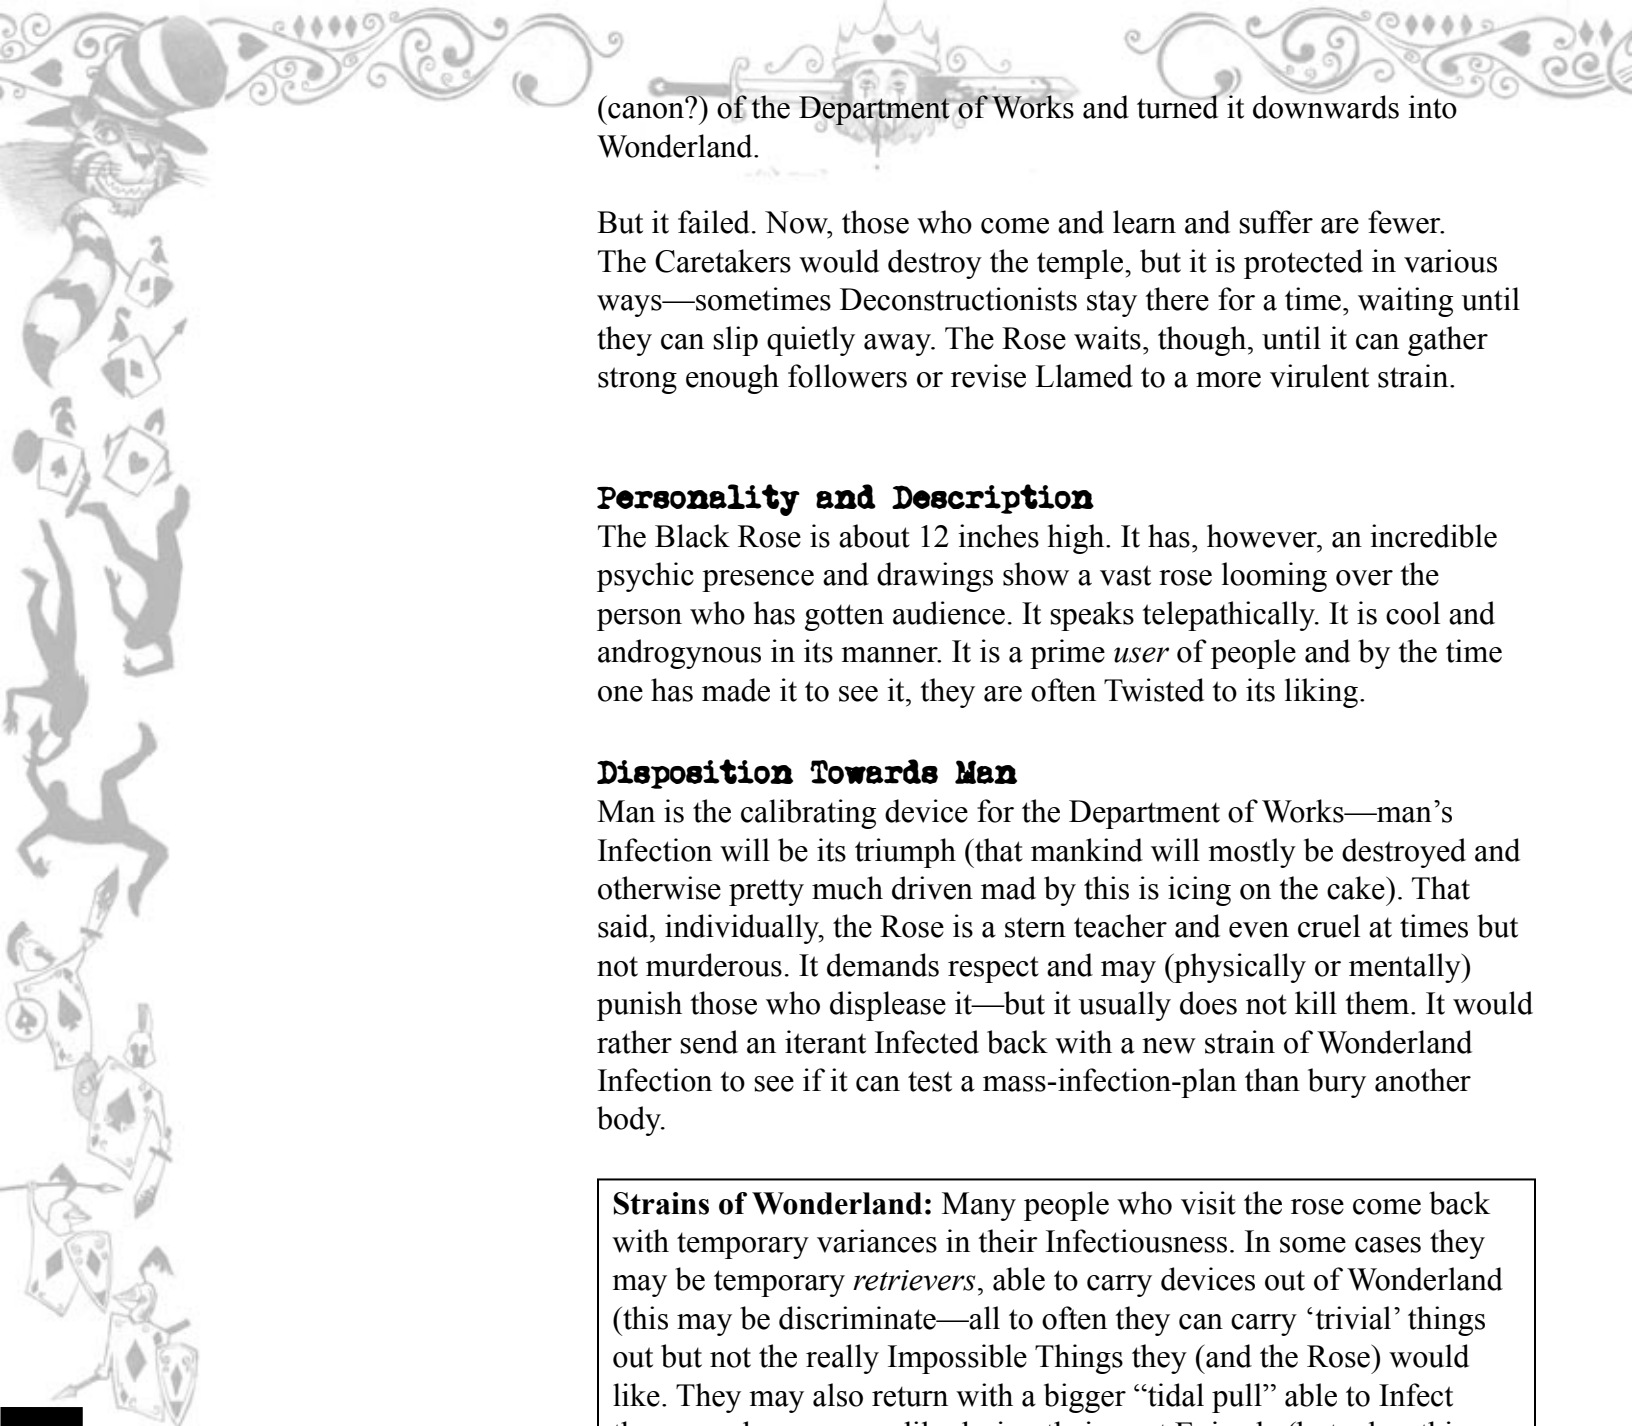 (canon?) of the Department of Works and turned it downwards into
Wonderland.
But it failed. Now, those who come and learn and suffer are fewer.
The Caretakers would destroy the temple, but it is protected in various
ways—sometimes Deconstructionists stay there for a time, waiting until
they can slip quietly away. The Rose waits, though, until it can gather
strong enough followers or revise Llamed to a more virulent strain.
Personality and Description
The Black Rose is about 12 inches high. It has, however, an incredible
psychic presence and drawings show a vast rose looming over the
person who has gotten audience. It speaks telepathically. It is cool and
androgynous in its manner. It is a prime user of people and by the time
one has made it to see it, they are often Twisted to its liking.
Disposition Towards Man
Man is the calibrating device for the Department of Works—man’s
Infection will be its triumph (that mankind will mostly be destroyed and
otherwise pretty much driven mad by this is icing on the cake). That
said, individually, the Rose is a stern teacher and even cruel at times but
not murderous. It demands respect and may (physically or mentally)
punish those who displease it—but it usually does not kill them. It would
rather send an iterant Infected back with a new strain of Wonderland
Infection to see if it can test a mass-infection-plan than bury another
body.
Strains of Wonderland: Many people who visit the rose come back
with temporary variances in their Infectiousness. In some cases they
may be temporary retrievers, able to carry devices out of Wonderland
(this may be discriminate—all to often they can carry ‘trivial’ things
out but not the really Impossible Things they (and the Rose) would
like. They may also return with a bigger “tidal pull” able to Infect